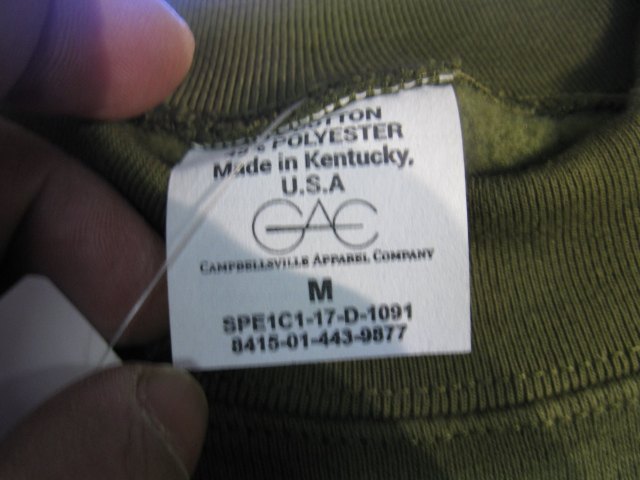 COTTON
POLYESTER
Made in Kentucky,
U.S.A
CAC
CAMPBELLSVILLE APPAREL COMPANY
M
SPE1C1-17-D-1091
8415-01-443-9877